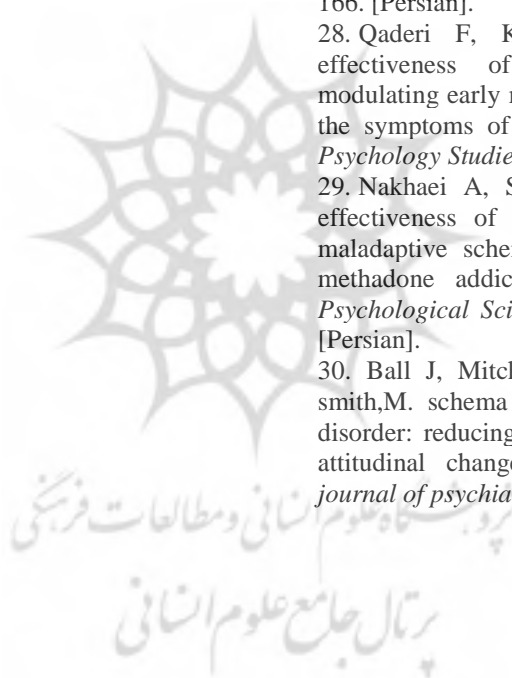 166. [Persian].
28. Qaderi F, K
effectiveness of
modulating early
the symptoms of
Psychology Studie
29. Nakhaei A, S
effectiveness of
maladaptive sche
methadone addic
Psychological Sci
[Persian].
30. Ball J, Mitch
smith,M. schema
disorder: reducing
attitudinal chang
journal of psychia
پژوهشگاه علوم انسانی و مطالعات فرهنگی
پرتال جامع علوم انسانی